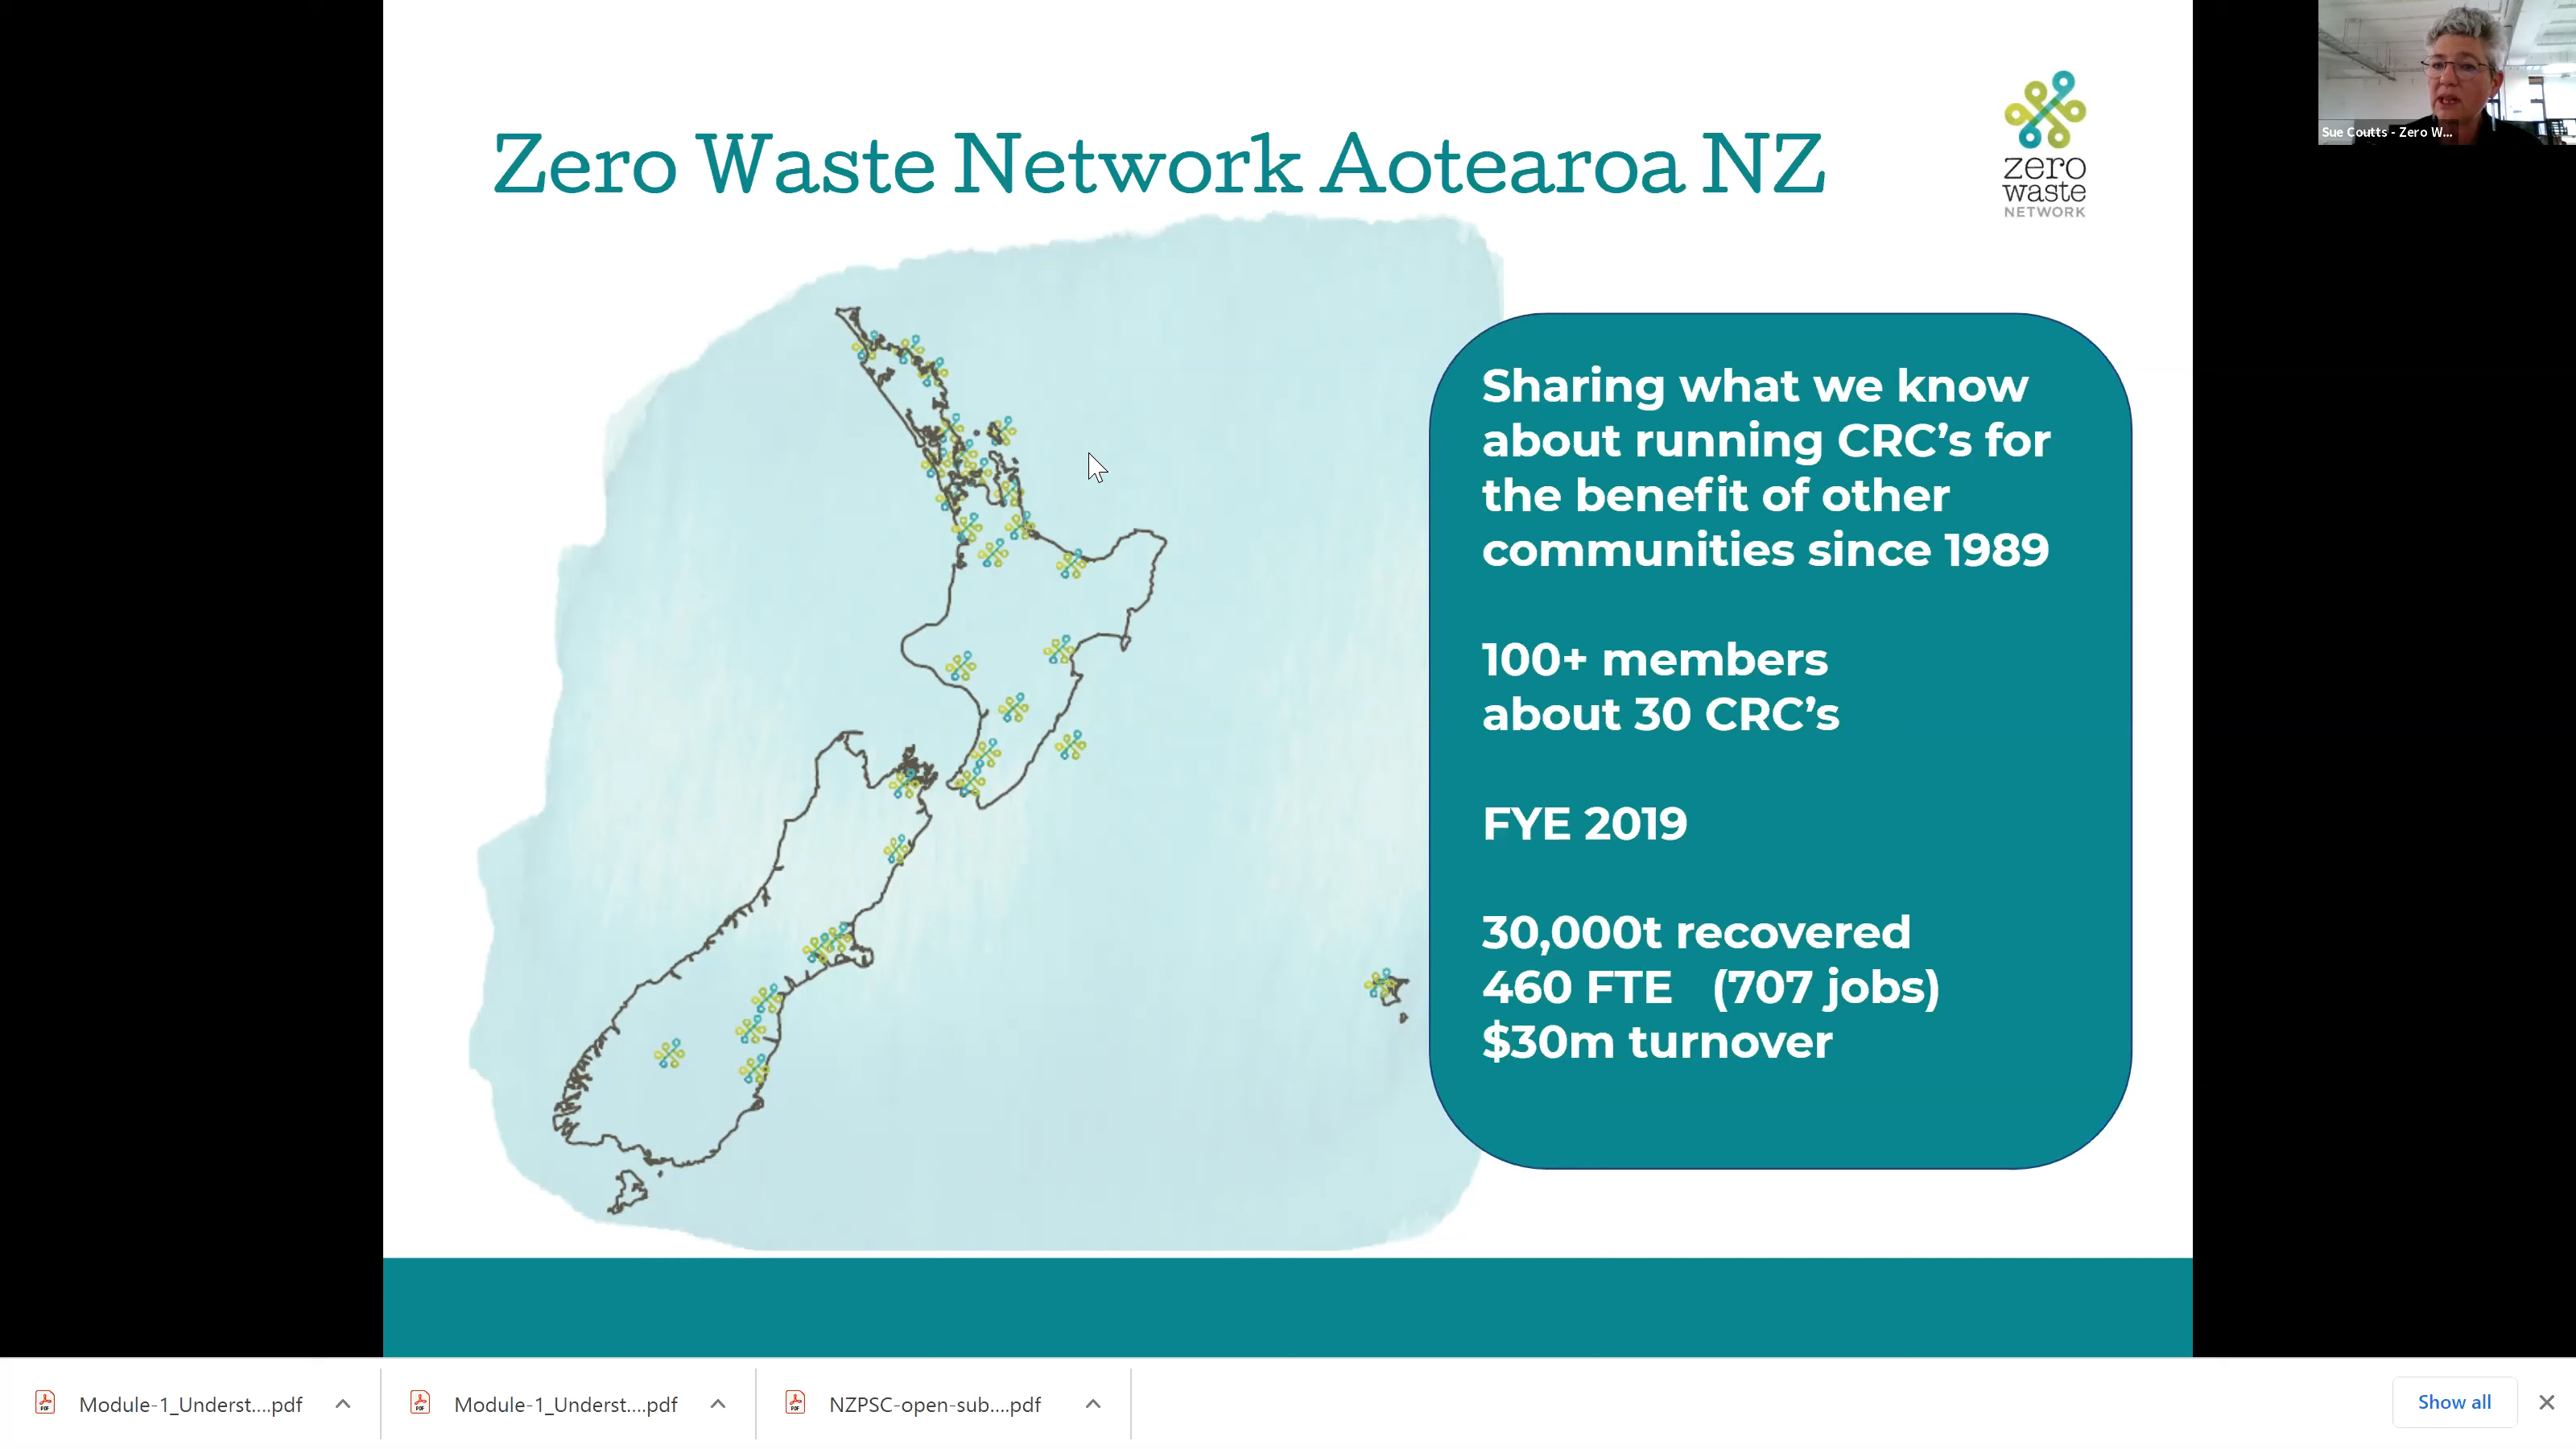 Zero Waste Network Aotearoa NZ
zero
waste
NETWORK
Sue Coutts - Zero W...
Sharing what we know
about running CRC's for
the benefit of other
communities since 1989
100+ members
about 30 CRC's
FYE 2019
30,000t recovered
460 FTE (707 jobs)
$30m turnover
Module-1_Underst....pdf
Module-1_Underst....pdf
NZPSC-open-sub....pdf
Show all